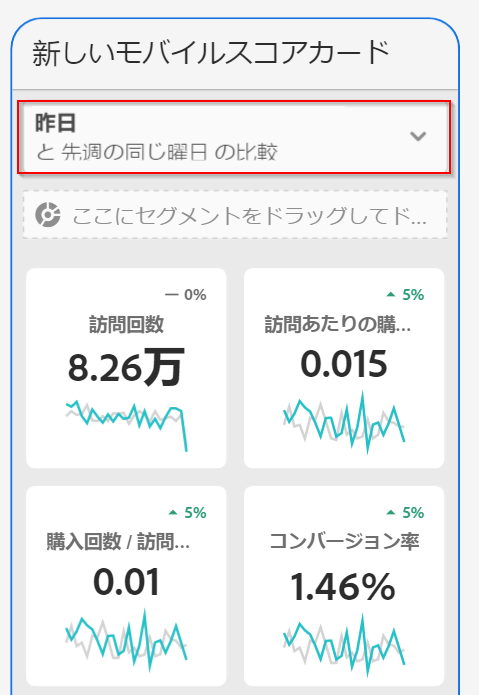 新しいモバイルスコアカード
昨日
と 先週の同じ曜日 の比較
ここにセグメントをドラッグしてド...
— 0%
5%
訪問回数
訪問あたりの購...
8.26万
0.015
5%
5%
購入回数 / 訪問...
コンバージョン率
0.01
1.46%